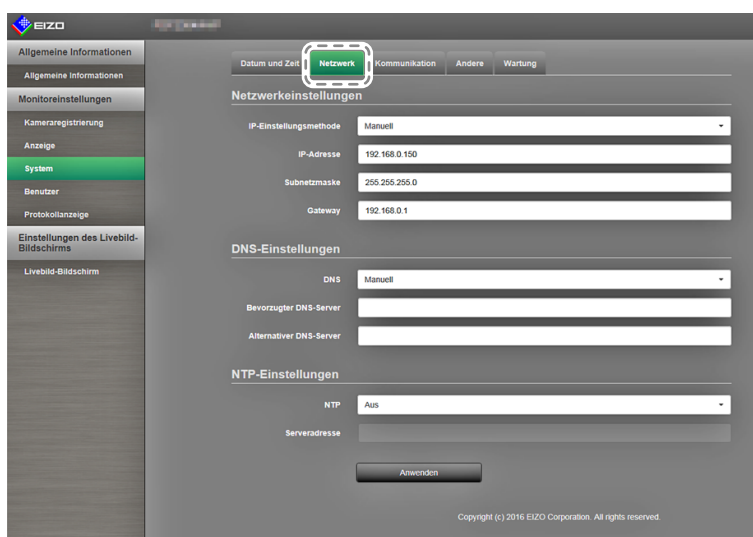 EIZO
Allgemeine Informationen
Allgemeine Informationen
Monitoreinstellungen
Kameraregistrierung
Anzeige
System
Benutzer
Protokollanzeige
Einstellungen des Livebild-
Bildschirms
Livebild-Bildschirm
Datum und Zeit Netzwerk Kommunikation Andere Wartung
Netzwerkeinstellungen
IP-Einstellungsmethode Manuell
IP-Adresse 192.168.0.150
Subnetzmaske 255.255.255.0
Gateway 192.168.0.1
DNS-Einstellungen
DNS Manuell
Bevorzugter DNS-Server
Alternativer DNS-Server
NTP-Einstellungen
NTP Aus
Serveradresse
Anwenden
Copyright (c) 2016 EIZO Corporation. All rights reserved.